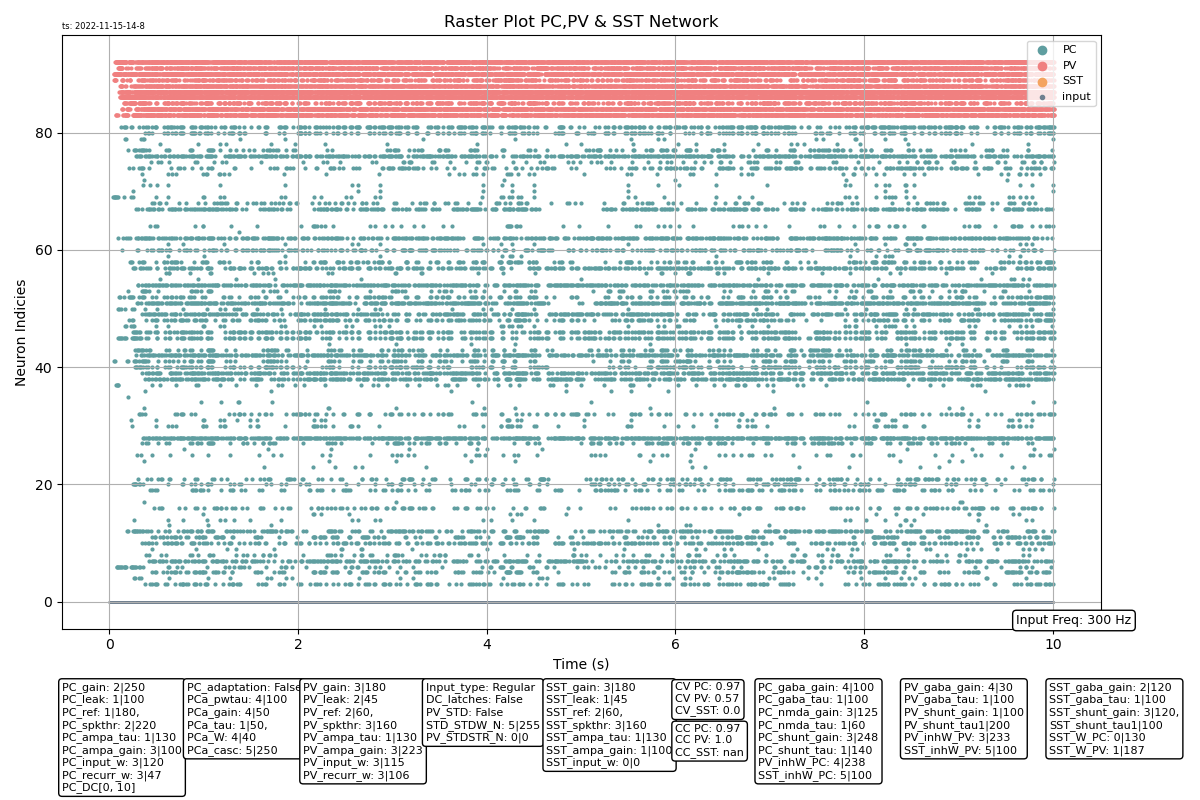 ts: 2022-11-15-14-8
Raster Plot PC,PV & SST Network
PC
PV
SST
input
Neuron Indicies
80
60
40
20
0
0
2
4
6
8
10
Time (s)
Input Freq: 300 Hz
PC_gain: 2|250
PC_leak: 1|100
PC_ref: 1|180,
PC_spkthr: 2|220
PC_ampa_tau: 1|130
PC_ampa_gain: 3|100
PC_input_w: 3|120
PC_recurr_w: 3|47
PC_DC[0, 10]
PC_adaptation: False
PCa_pwtau: 4|100
PCa_gain: 4|50
PCa_tau: 1|50,
PCa_W: 4|40
PCa_casc: 5|250
PV_gain: 3|180
PV_leak: 2|45
PV_ref: 2|60,
PV_spkthr: 3|160
PV_ampa_tau: 1|130
PV_ampa_gain: 3|223
PV_input_w: 3|115
PV_recurr_w: 3|106
Input_type: Regular
DC_latches: False
PV_STD: False
STD_STDW_N: 5|255
PV_STDSTR_N: 0|0
SST_gain: 3|180
SST_leak: 1|45
SST_ref: 2|60,
SST_spkthr: 3|160
SST_ampa_tau: 1|130
SST_ampa_gain: 1|100
SST_input_w: 0|0
CV PC: 0.97
CV PV: 0.57
CV_SST: 0.0
CC PC: 0.97
CC PV: 1.0
CC_SST: nan
PC_gaba_gain: 4|100
PC_gaba_tau: 1|100
PC_nmda_gain: 3|125
PC_nmda_tau: 1|60
PC_shunt_gain: 3|248
PC_shunt_tau: 1|140
PV_inhW_PC: 4|238
SST_inhW_PC: 5|100
PV_gaba_gain: 4|30
PV_gaba_tau: 1|100
PV_shunt_gain: 1|100
PV_shunt_tau1|200
PV_inhW_PV: 3|233
SST_inhW_PV: 5|100
SST_gaba_gain: 2|120
SST_gaba_tau: 1|100
SST_shunt_gain: 3|120,
SST_shunt_tau1|100
SST_W_PC: 0|130
SST_W_PV: 1|187